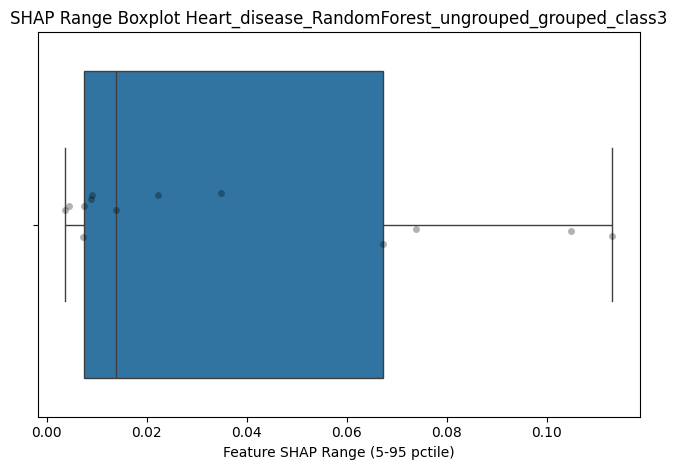 SHAP Range Boxplot Heart_disease_RandomForest_ungrouped_grouped_class3
0.00 0.02 0.04 0.06 0.08 0.10
Feature SHAP Range (5-95 pctile)